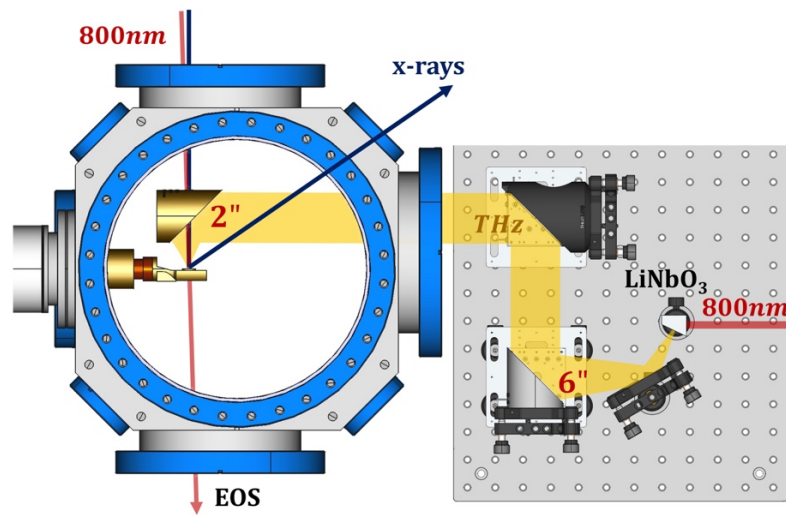 800nm
x-rays
2"
THz
LiNbO₃
800nm
6"
EOS